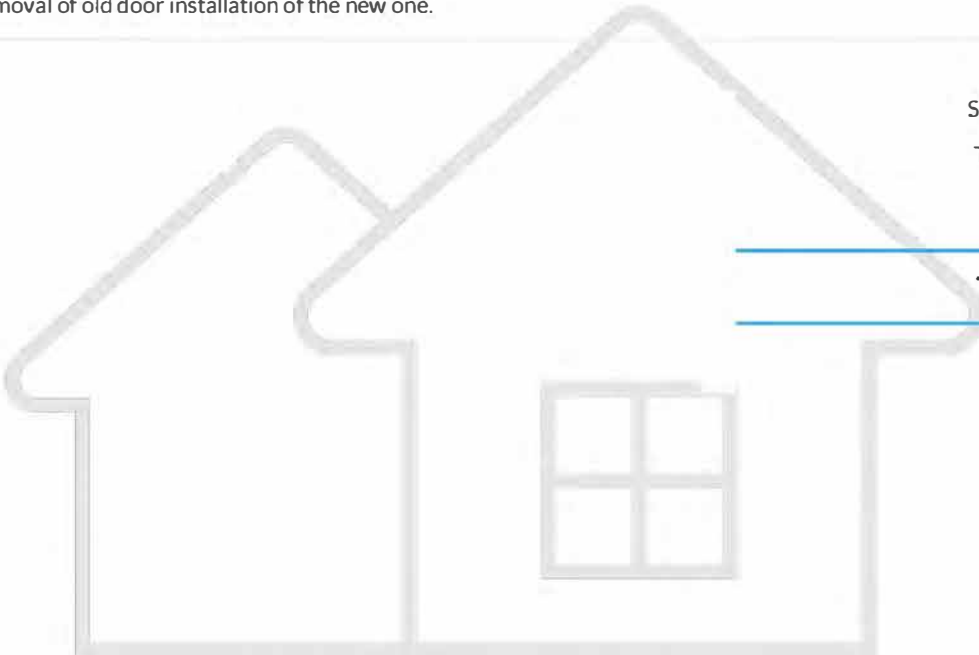 moval of old door installation of the new one.
S